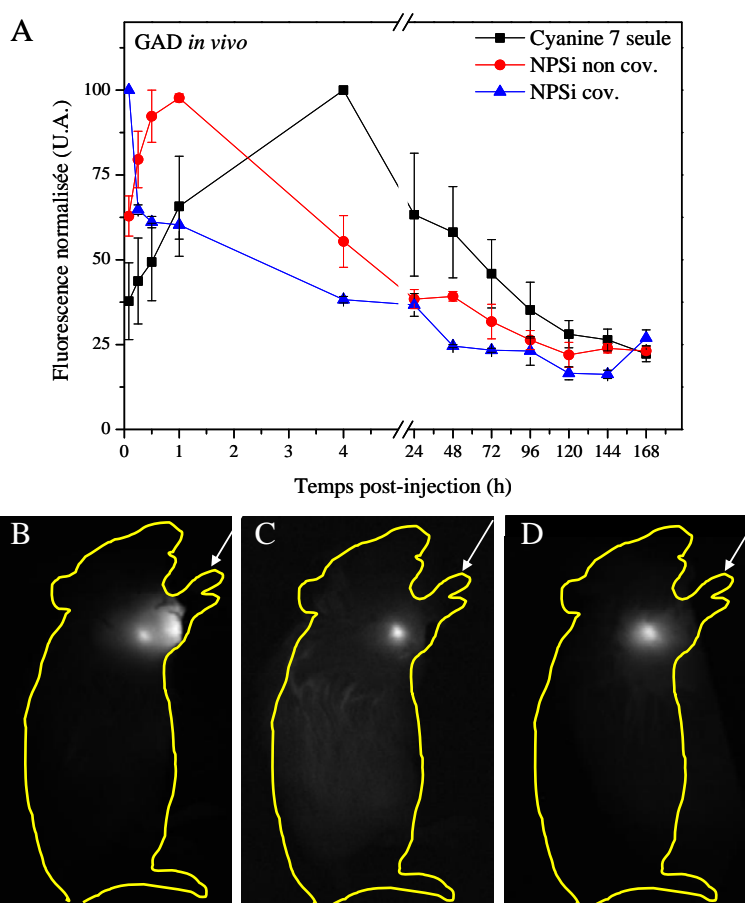 A
GAD in vivo
Cyanine 7 seule
NPSi non cov.
NPSi cov.
Fluorescence normalisée (U.A.)
100
75
50
25
0
0 1 2 3 4 24 48 72 96 120 144 168
Temps post-injection (h)
B C D